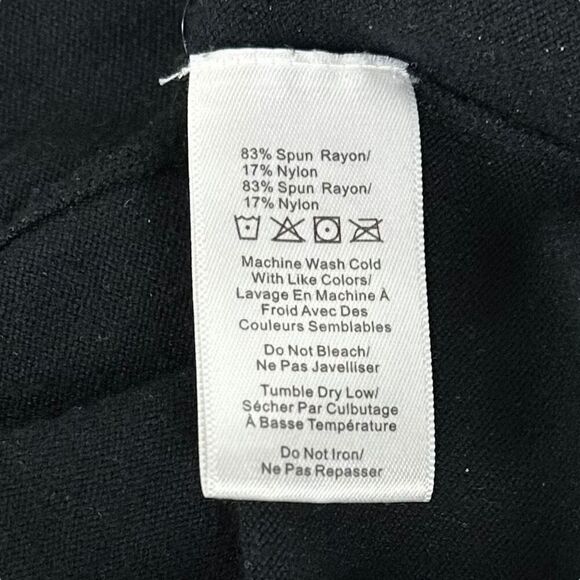 83% Spun Rayon/
17% Nylon
83% Spun Rayon/
17% Nylon
Machine Wash Cold
With Like Colors/
Lavage En Machine À
Froid Avec Des
Couleurs Semblables
Do Not Bleach/
Ne Pas Javelliser
Tumble Dry Low/
Sécher Par Culbutage
À Basse Température
Do Not Iron/
Ne Pas Repasser